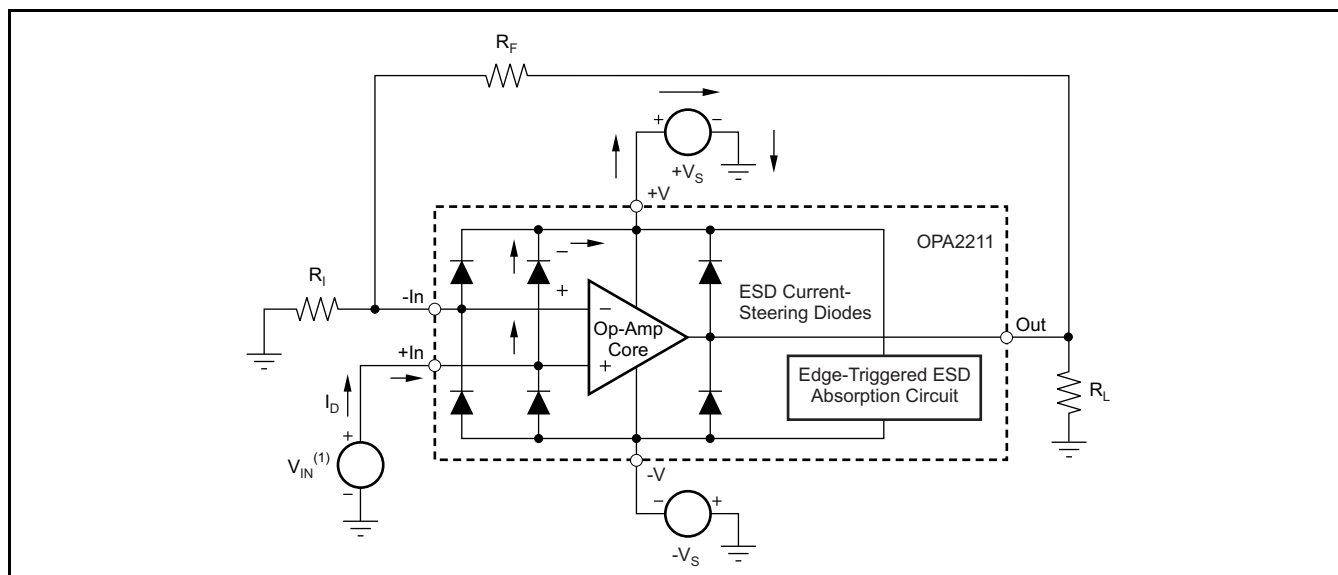 R_F
+ −
+V_S
+V
OPA2211
−
R_I
-In
+
−
ESD Current-
Steering Diodes
Op-Amp
Core
Out
+In
+
Edge-Triggered ESD
Absorption Circuit
I_D
R_L
+
V_IN^(1)
−
-V
− +
-V_S